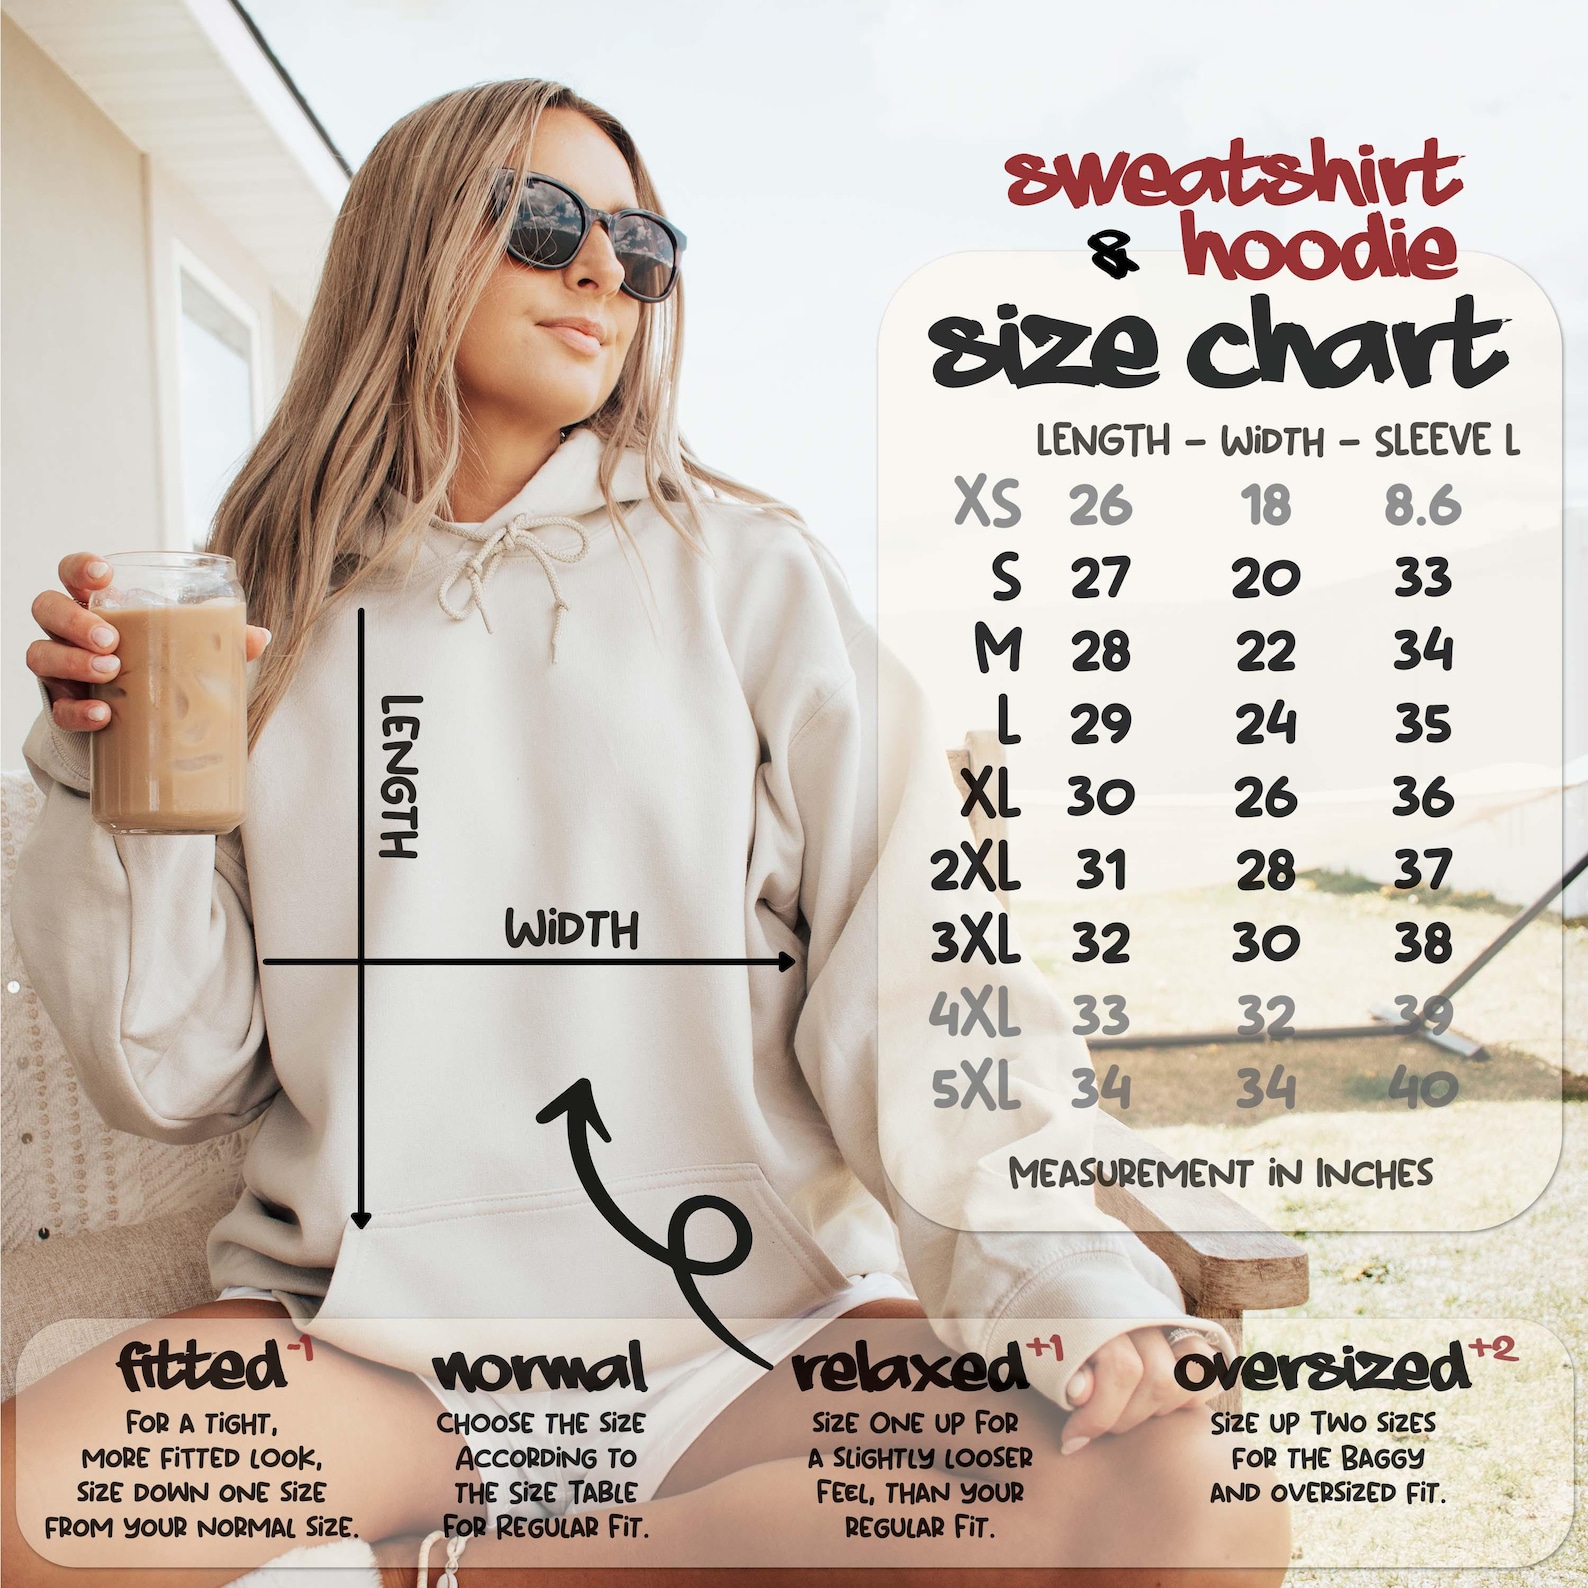 sweatshirt
& hoodie
size chart
LENGTH - WiDTH - SLEEVE L
XS 26 18 8.6
S 27 20 33
M 28 22 34
L 29 24 35
XL 30 26 36
2XL 31 28 37
3XL 32 30 38
4XL 33 32 39
5XL 34 34 40
MEASUREMENT iN INCHES
LENGTH
WiDTH
fitted -1
FOR A TiGHT,
MORE FiTTED LOOK,
SiZE DOWN ONE SiZE
FROM YOUR NORMAL SiZE.
normal
CHOOSE THE SiZE
ACCORDiNG TO
THE SiZE TABLE
FOR REGULAR FiT.
relaxed +1
SiZE ONE UP FOR
A SLiGHTLY LOOSER
FEEL, THAN YOUR
REGULAR FiT.
oversized +2
SiZE UP TWO SiZES
FOR THE BAGGY
AND OVERSiZED FiT.